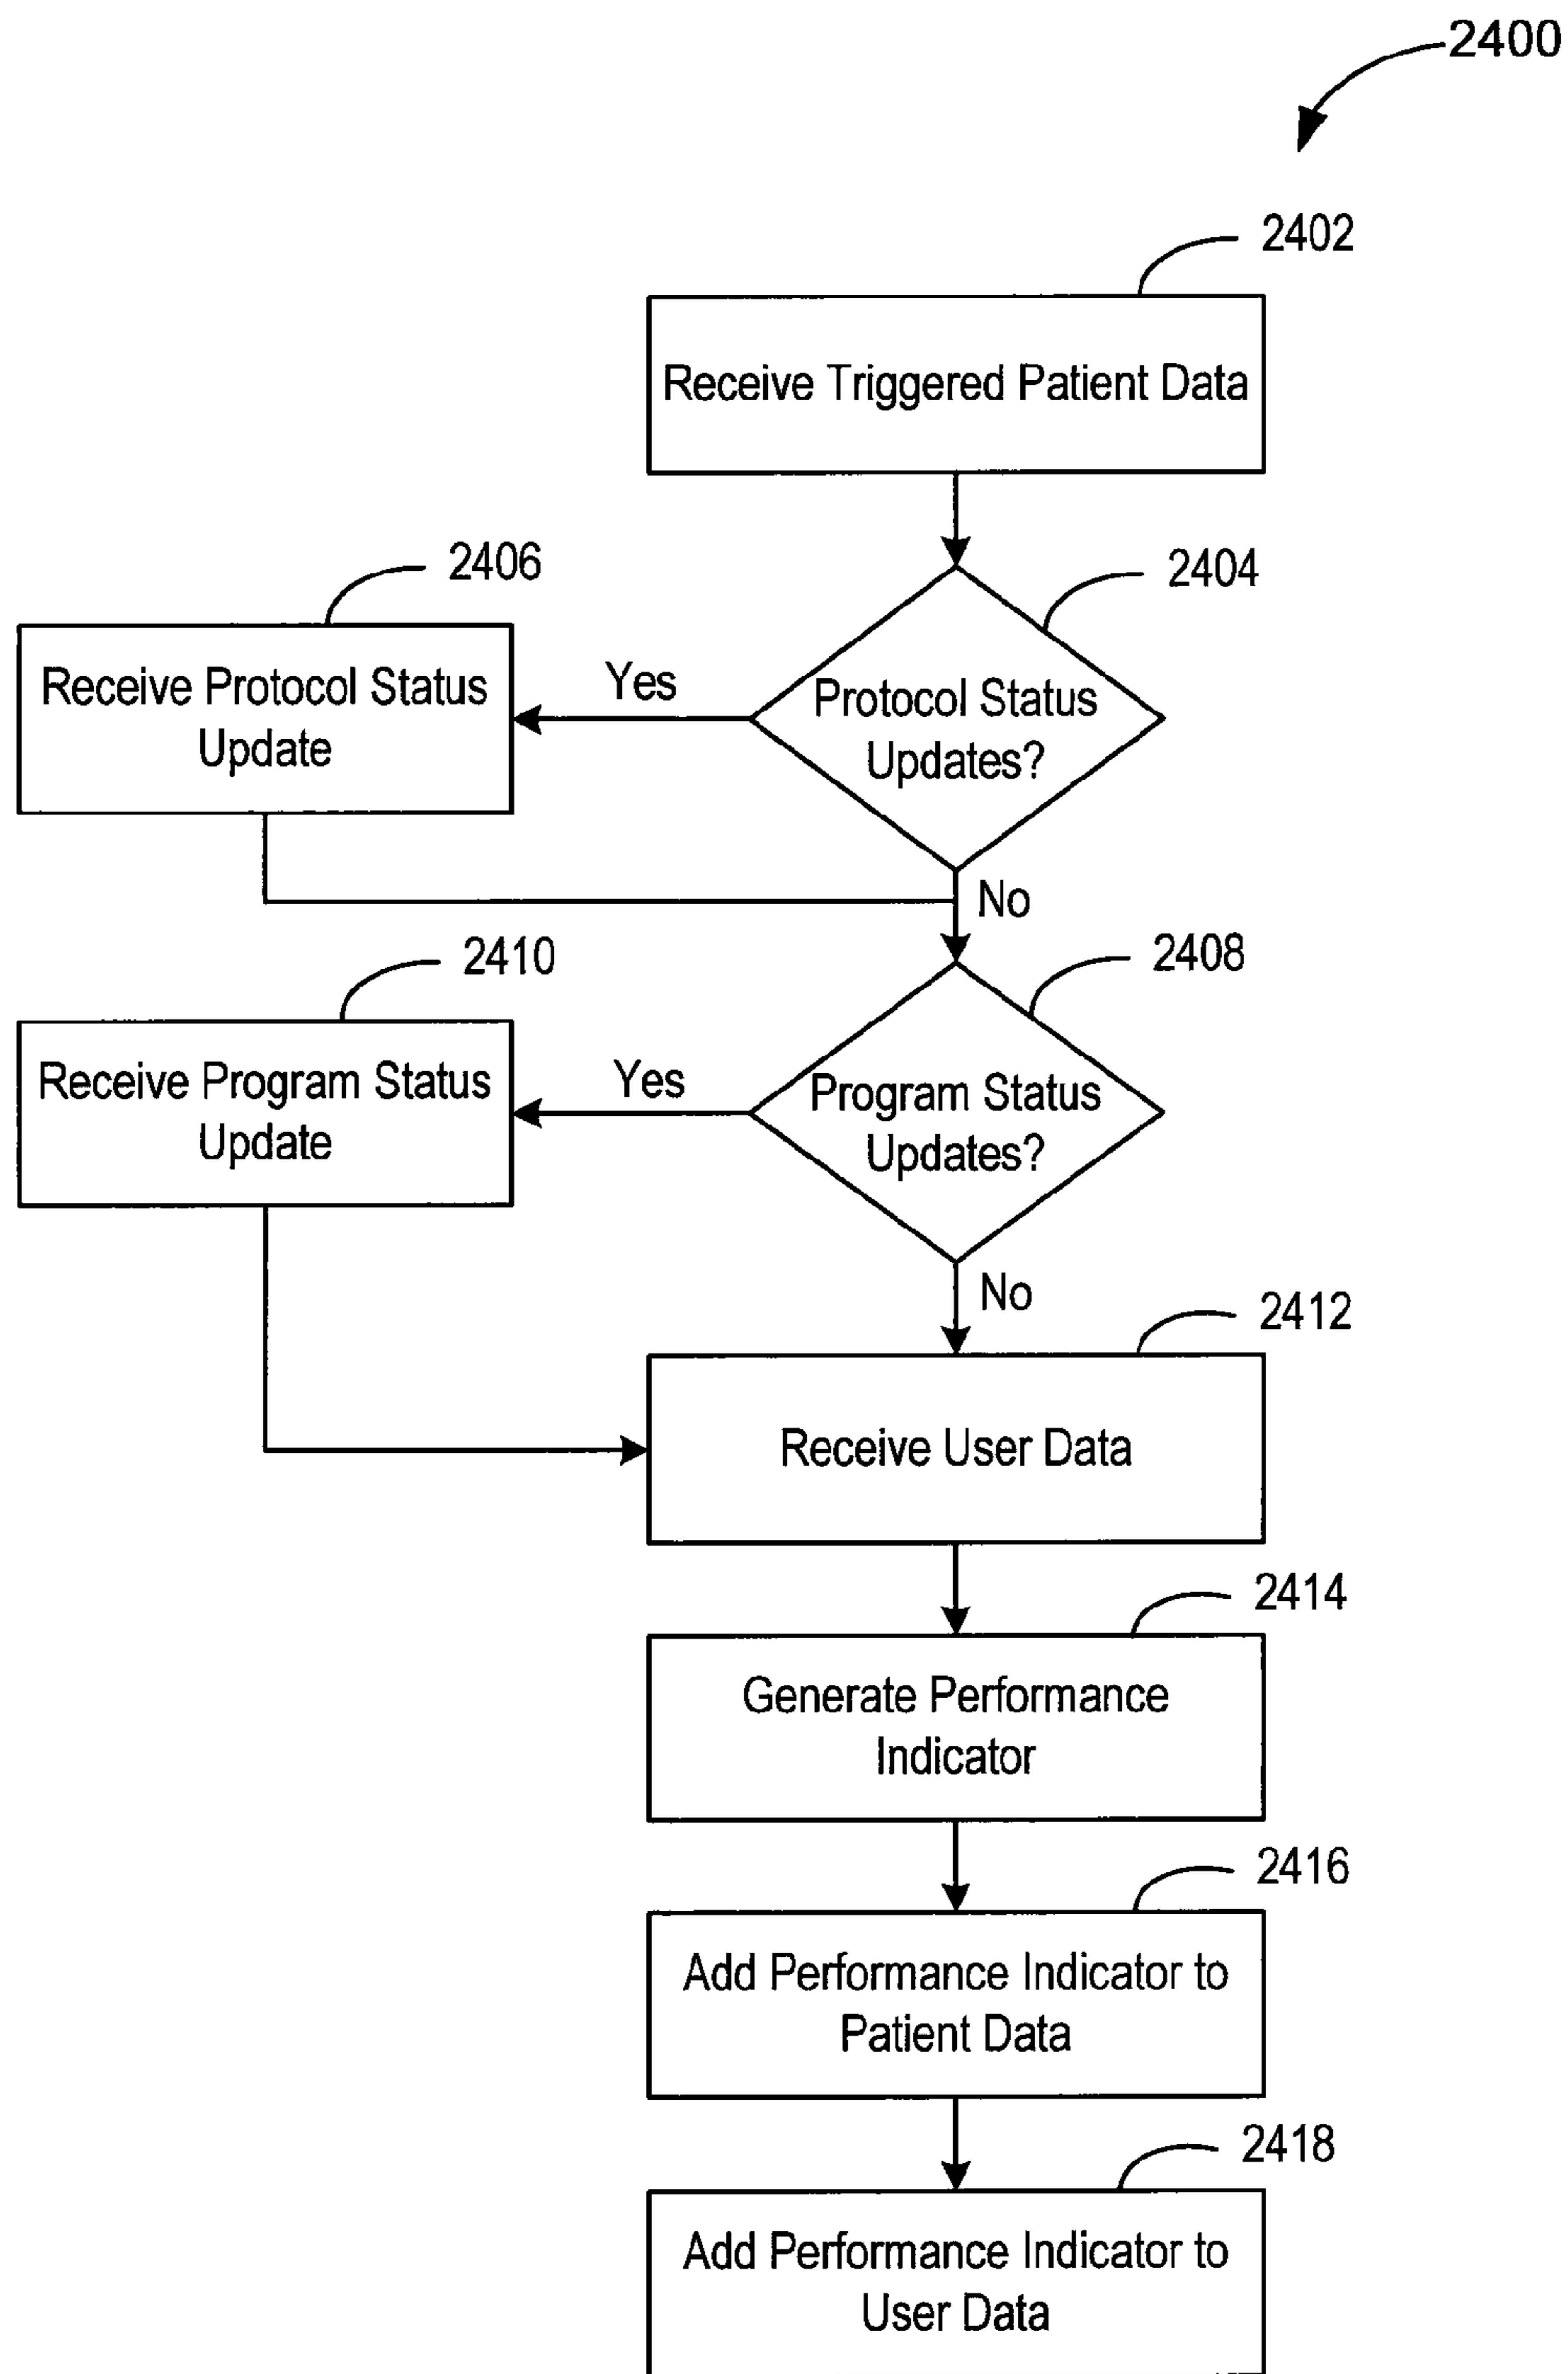 2400
2402
Receive Triggered Patient Data
2406
2404
Receive Protocol Status
Update
Yes
Protocol Status
Updates?
No
2410
2408
Receive Program Status
Update
Yes
Program Status
Updates?
No
2412
Receive User Data
2414
Generate Performance
Indicator
2416
Add Performance Indicator to
Patient Data
2418
Add Performance Indicator to
User Data